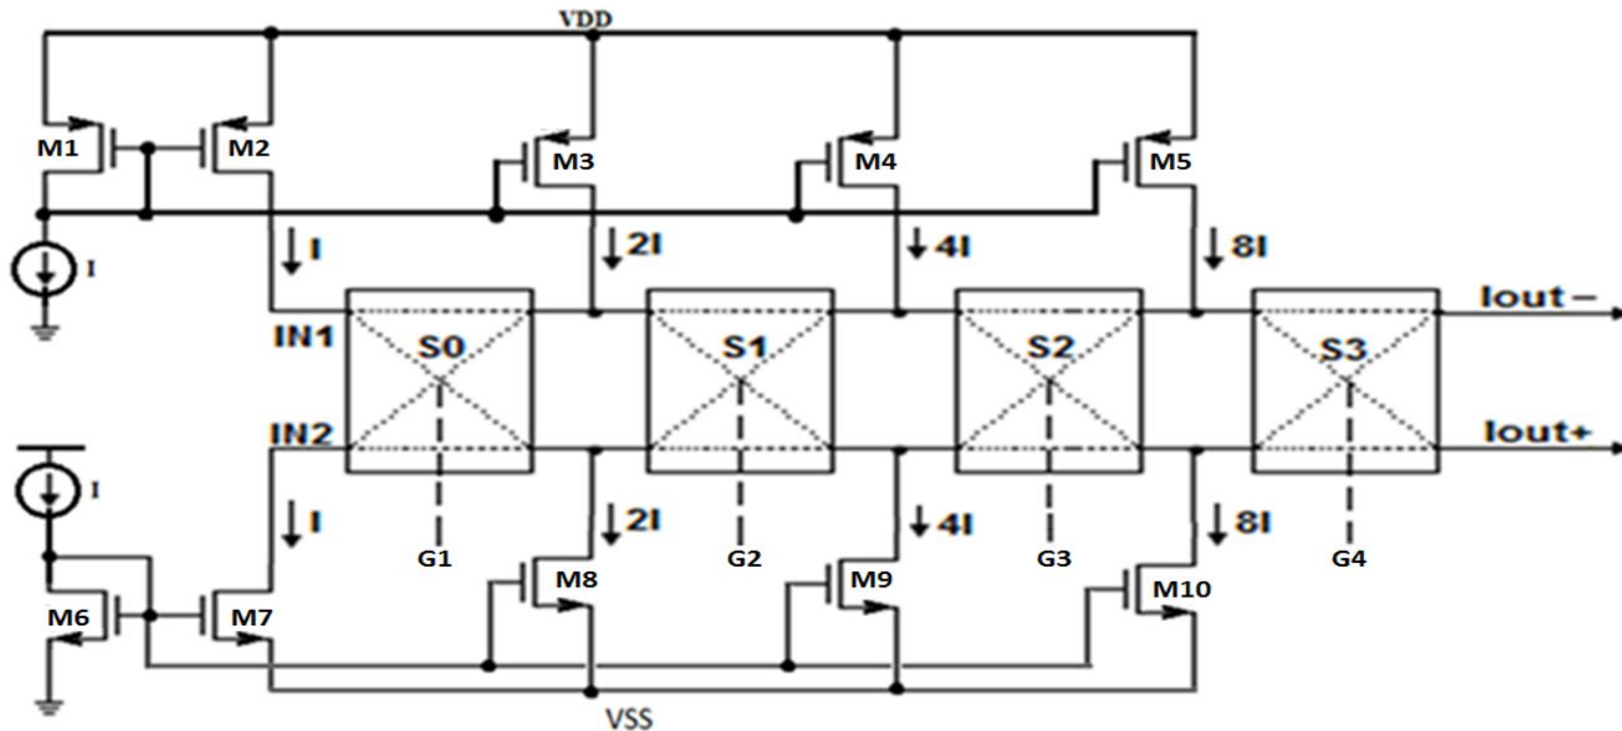 VDD
M1
M2
M3
M4
M5
I
I
2I
4I
8I
IN1
S0
S1
S2
S3
Iout-
IN2
Iout+
I
I
2I
4I
8I
G1
G2
G3
G4
M6
M7
M8
M9
M10
VSS